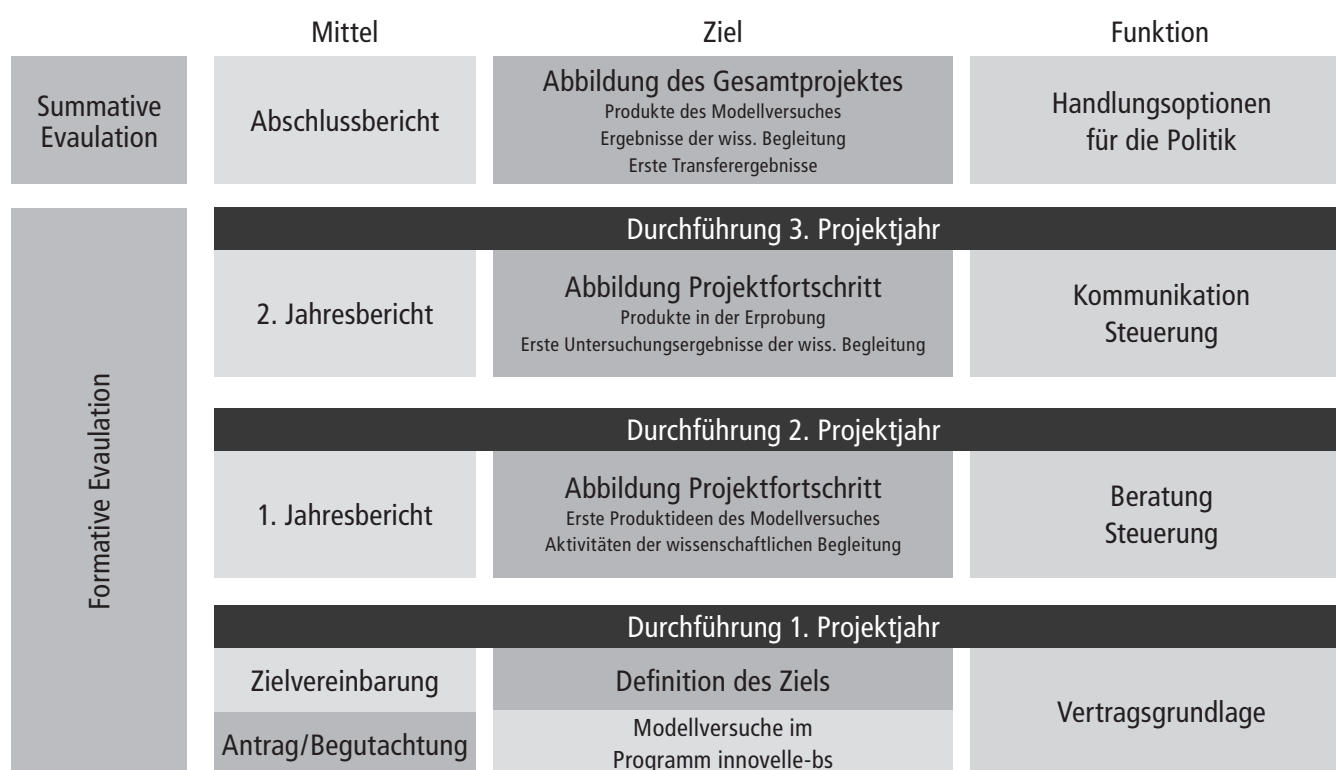 Mittel
Ziel
Funktion
Summative
Evaulation
Abschlussbericht
Abbildung des Gesamtprojektes
Produkte des Modellversuches
Ergebnisse der wiss. Begleitung
Erste Transferergebnisse
Handlungsoptionen
für die Politik
Formative Evaulation
Durchführung 3. Projektjahr
2. Jahresbericht
Abbildung Projektfortschritt
Produkte in der Erprobung
Erste Untersuchungsergebnisse der wiss. Begleitung
Kommunikation
Steuerung
Durchführung 2. Projektjahr
1. Jahresbericht
Abbildung Projektfortschritt
Erste Produktideen des Modellversuches
Aktivitäten der wissenschaftlichen Begleitung
Beratung
Steuerung
Durchführung 1. Projektjahr
Zielvereinbarung
Definition des Ziels
Vertragsgrundlage
Antrag/Begutachtung
Modellversuche im
Programm innovelle-bs